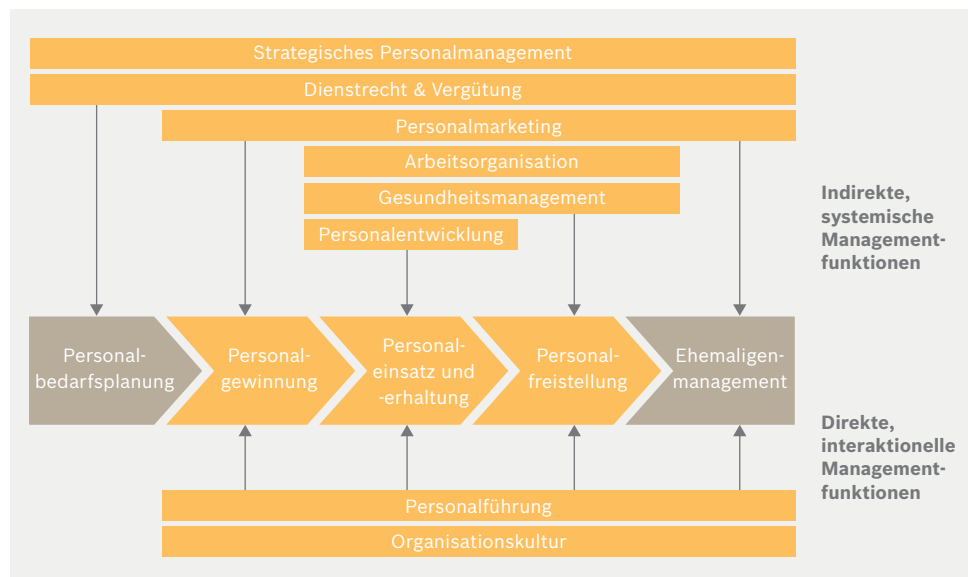 Strategisches Personalmanagement
Dienstrecht & Vergütung
Personalmarketing
Arbeitsorganisation
Gesundheitsmanagement
Personalentwicklung
Indirekte,
systemische
Management-
funktionen
Personal-
bedarfsplanung
Personal-
gewinnung
Personal-
einsatz und
-erhaltung
Personal-
freistellung
Ehemaligen-
management
Direkte,
interaktionelle
Management-
funktionen
Personalführung
Organisationskultur